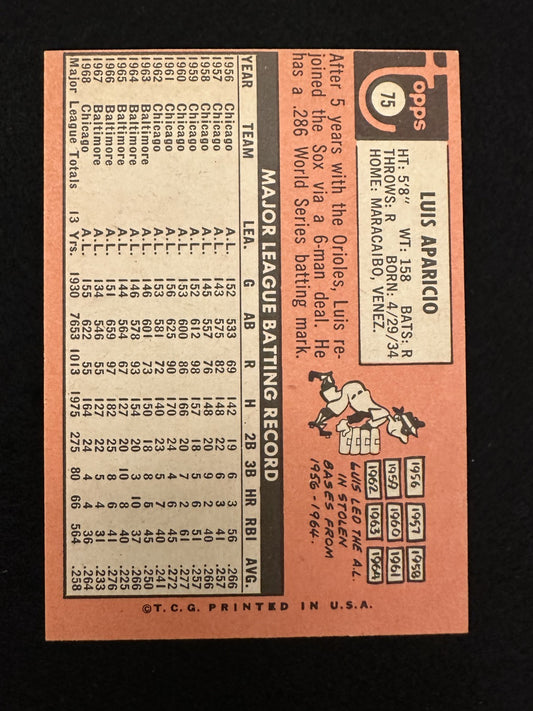 Topps
75
LUIS APARICIO
HT: 5'8" WT: 158 BATS: R
THROWS: R BORN: 4/29/34
HOME: MARACAIBO, VENEZ.
After 5 years with the Orioles, Luis re-
joined the Sox via a 6-man deal. He
has a .286 World Series batting mark.
1956 1957 1958
1959 1960 1961
1962 1963 1964
LUIS LED THE A.L.
IN STOLEN
BASES FROM
1956-1964.
MAJOR LEAGUE BATTING RECORD
YEAR TEAM LEA. G AB R H 2B 3B HR RBI AVG.
1956 Chicago A.L. 152 533 69 142 19 6 3 56 .266
1957 Chicago A.L. 143 575 82 148 22 6 3 41 .257
1958 Chicago A.L. 145 557 76 148 20 9 2 40 .266
1959 Chicago A.L. 152 612 98 157 18 5 6 51 .257
1960 Chicago A.L. 153 600 86 166 20 7 2 61 .277
1961 Chicago A.L. 156 625 90 170 24 4 6 45 .272
1962 Chicago A.L. 153 581 72 140 23 5 7 40 .241
1963 Baltimore A.L. 146 601 73 150 18 8 5 45 .250
1964 Baltimore A.L. 146 578 93 154 20 3 10 37 .266
1965 Baltimore A.L. 144 564 67 127 20 10 8 40 .225
1966 Baltimore A.L. 151 659 97 182 25 8 6 41 .276
1967 Baltimore A.L. 134 546 55 127 22 5 4 31 .233
1968 Chicago A.L. 155 622 55 164 24 4 4 36 .264
Major League Totals 13 Yrs. 1930 7653 1013 1975 275 80 66 564 .258
©T.C.G. PRINTED IN U.S.A.